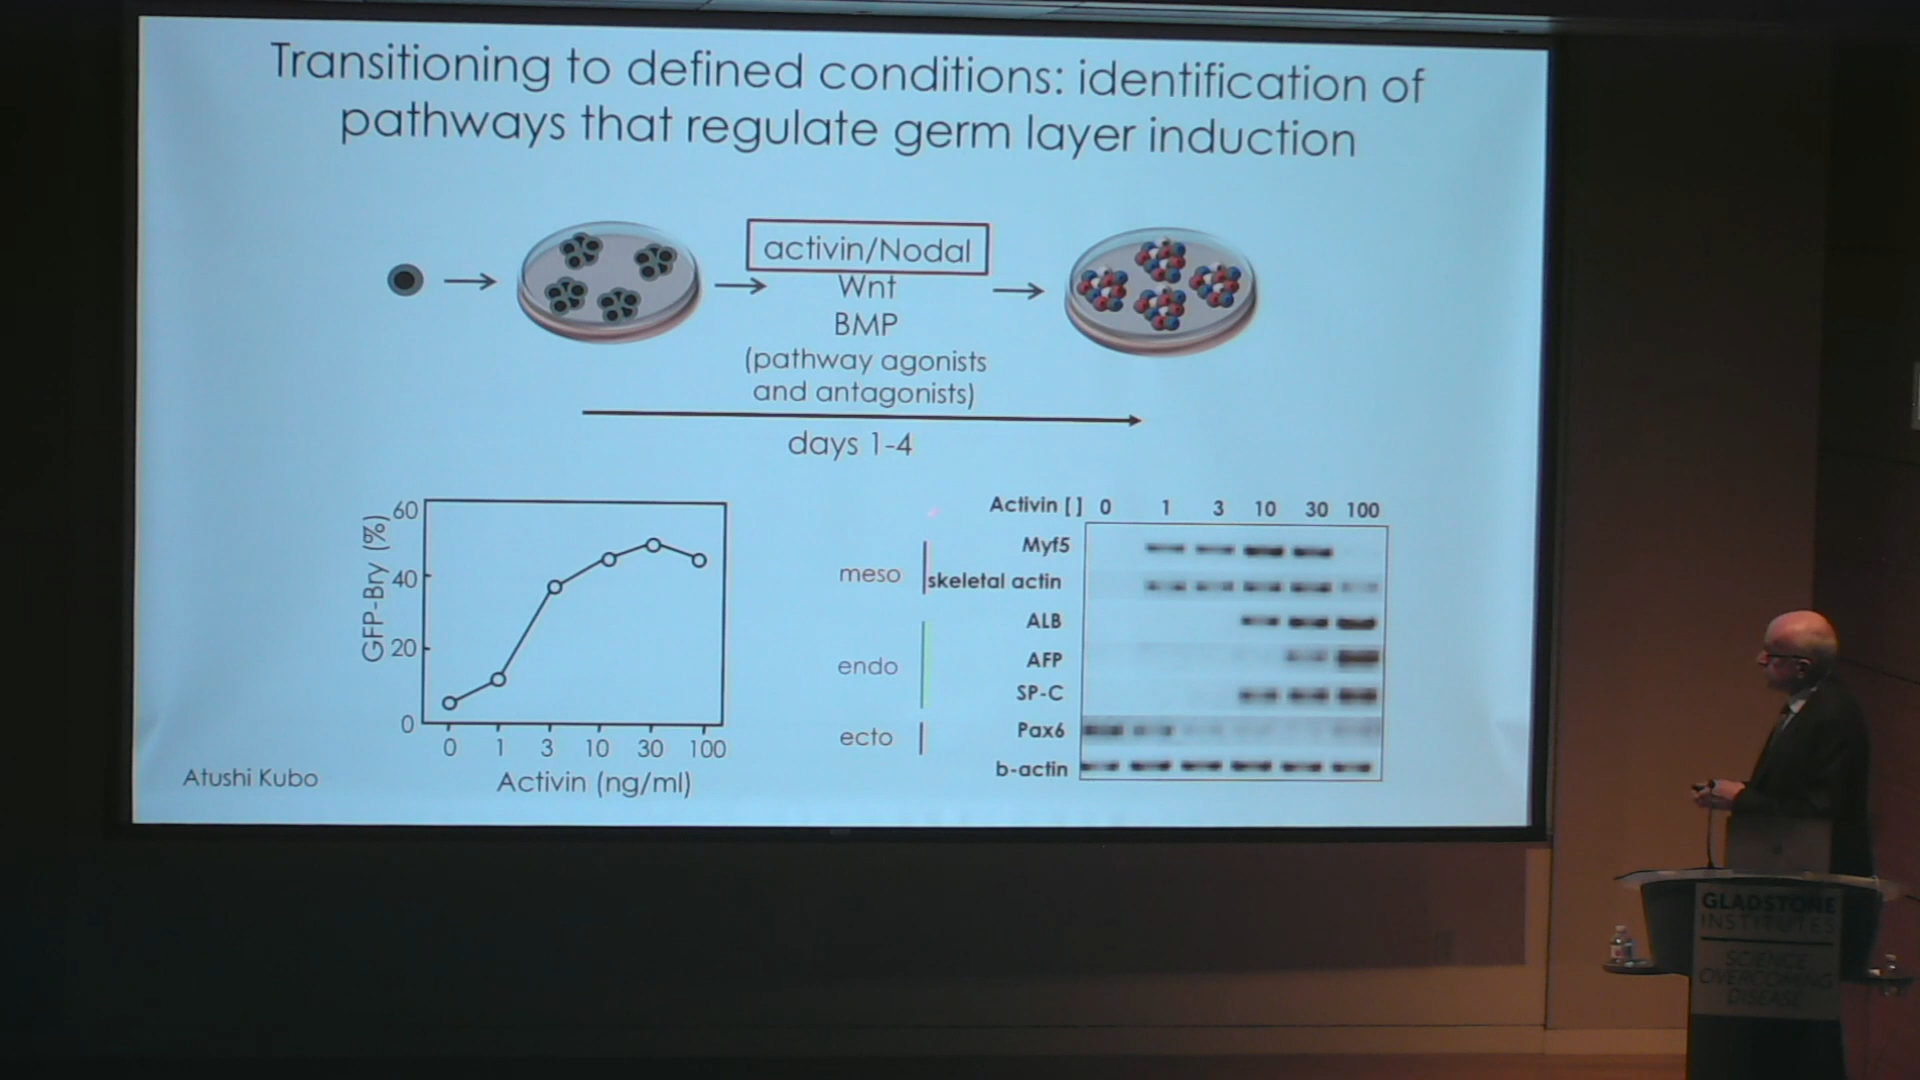 Transitioning to defined conditions: identification of
pathways that regulate germ layer induction
activin/Nodal
Wnt
BMP
(pathway agonists
and antagonists)
days 1-4
GFP-Bry (%)
60
40
20
0
0 1 3 10 30 100
Activin (ng/ml)
Atushi Kubo
Activin [ ] 0 1 3 10 30 100
meso
Myf5
skeletal actin
endo
ALB
AFP
SP-C
ecto
Pax6
b-actin
GLADSTONE
INSTITUTES
SCIENCE
OVERCOMING
DISEASE